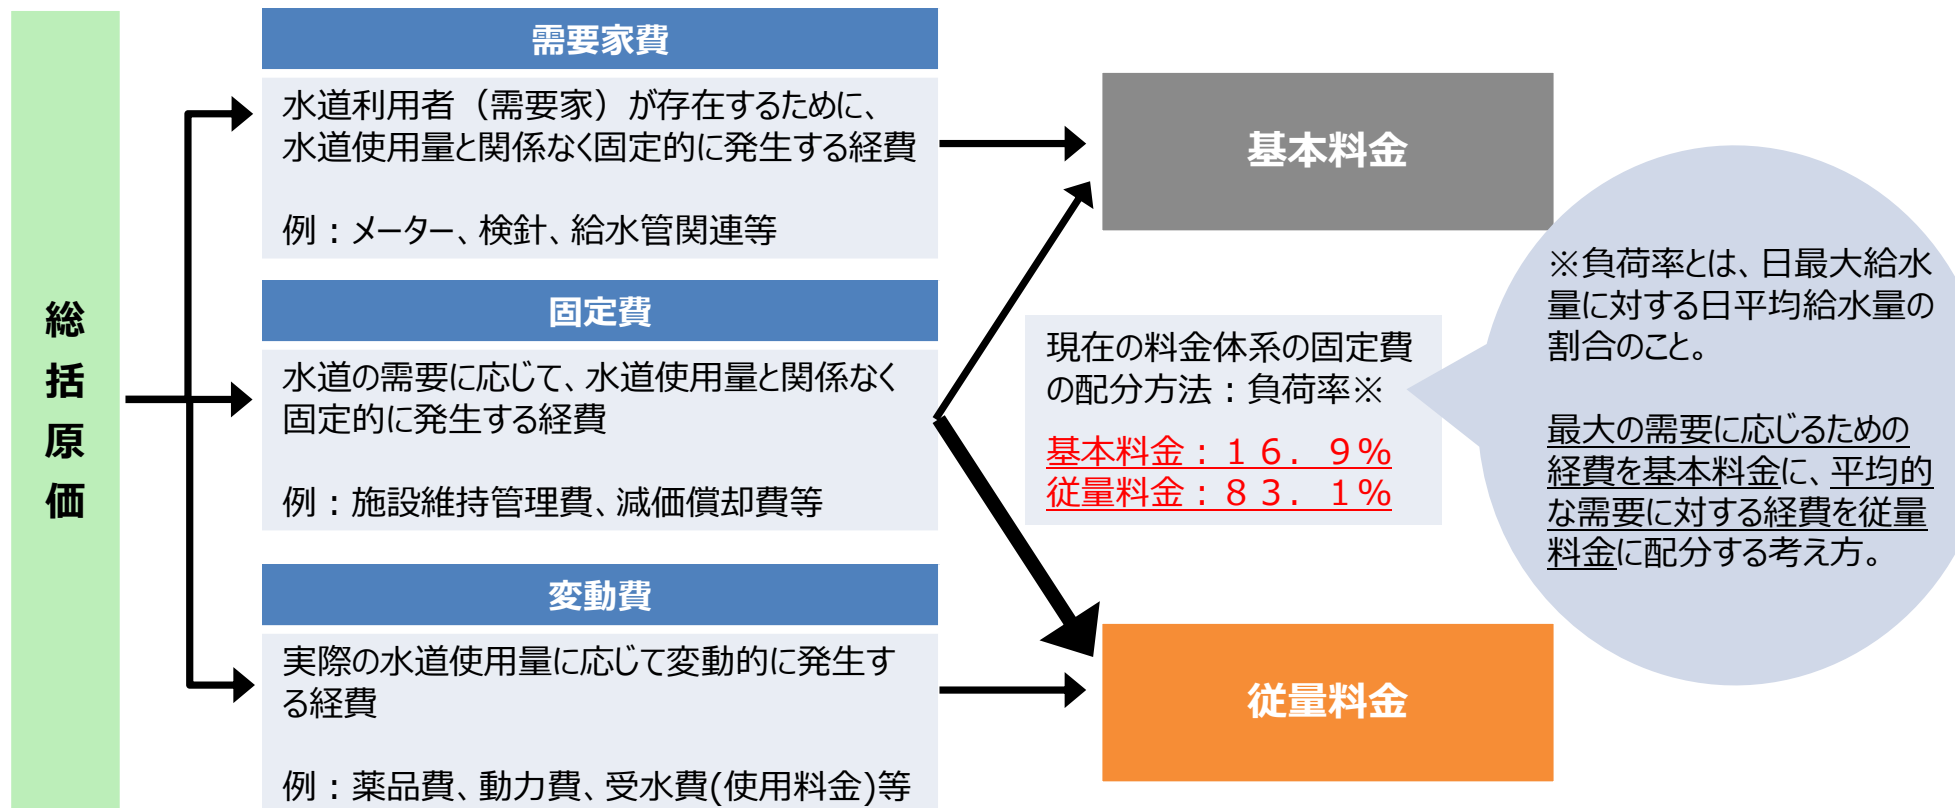 総
括
原
価
需要家費
水道利用者（需要家）が存在するために、
水道使用量と関係なく固定的に発生する経費
例：メーター、検針、給水管関連等
固定費
水道の需要に応じて、水道使用量と関係なく
固定的に発生する経費
例：施設維持管理費、減価償却費等
変動費
実際の水道使用量に応じて変動的に発生す
る経費
例：薬品費、動力費、受水費(使用料金)等
基本料金
現在の料金体系の固定費
の配分方法：負荷率※
基本料金：１６．９％
従量料金：８３．１％
従量料金
※負荷率とは、日最大給水
量に対する日平均給水量の
割合のこと。
最大の需要に応じるための
経費を基本料金に、平均的
な需要に対する経費を従量
料金に配分する考え方。